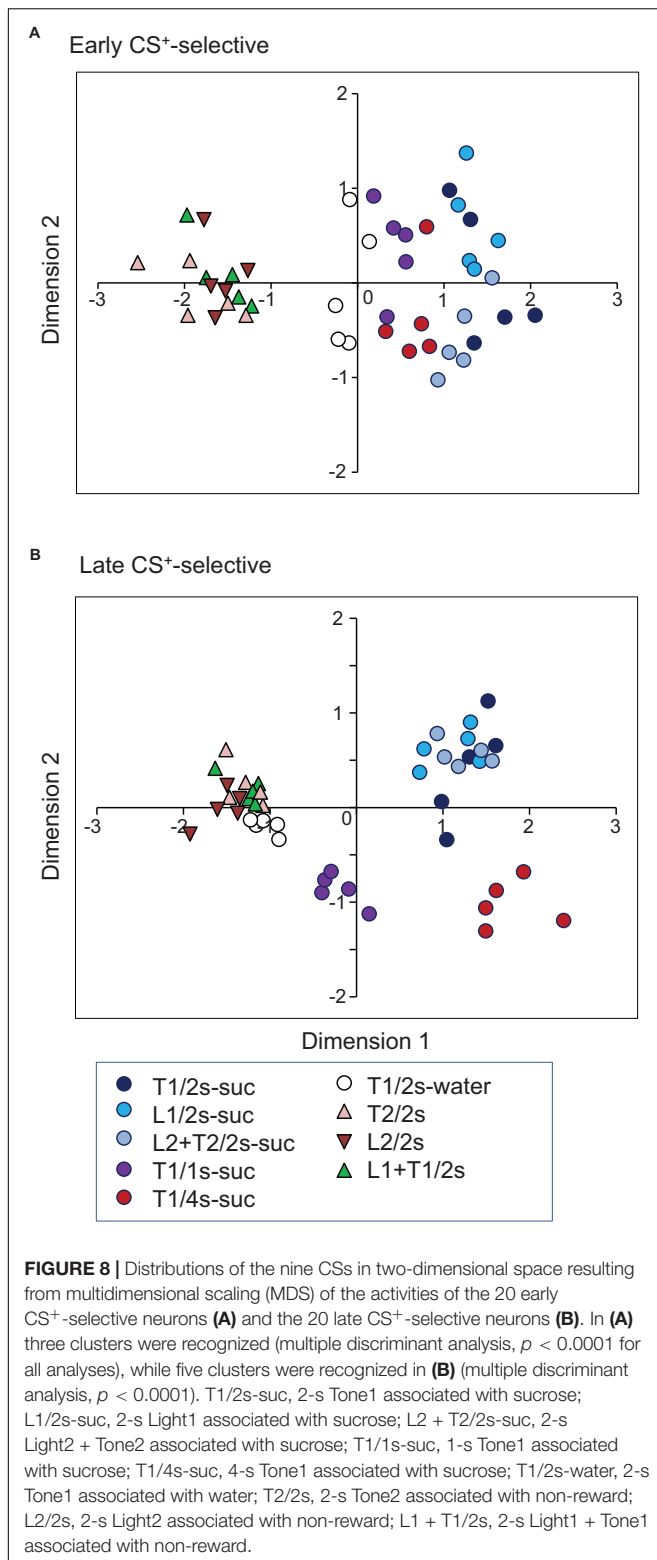 A Early CS+-selective
2
1
-3 -2 -1 0 1 2 3
-1
-2
Dimension 2
B Late CS+-selective
2
1
-3 -2 -1 0 1 2 3
-1
-2
Dimension 2
Dimension 1
T1/2s-suc
L1/2s-suc
L2+T2/2s-suc
T1/1s-suc
T1/4s-suc
T1/2s-water
T2/2s
L2/2s
L1+T1/2s
FIGURE 8 | Distributions of the nine CSs in two-dimensional space resulting
from multidimensional scaling (MDS) of the activities of the 20 early
CS+-selective neurons (A) and the 20 late CS+-selective neurons (B). In (A)
three clusters were recognized (multiple discriminant analysis, p < 0.0001 for
all analyses), while five clusters were recognized in (B) (multiple discriminant
analysis, p < 0.0001). T1/2s-suc, 2-s Tone1 associated with sucrose;
L1/2s-suc, 2-s Light1 associated with sucrose; L2 + T2/2s-suc, 2-s
Light2 + Tone2 associated with sucrose; T1/1s-suc, 1-s Tone1 associated
with sucrose; T1/4s-suc, 4-s Tone1 associated with sucrose; T1/2s-water, 2-s
Tone1 associated with water; T2/2s, 2-s Tone2 associated with non-reward;
L2/2s, 2-s Light2 associated with non-reward; L1 + T1/2s, 2-s Light1 + Tone1
associated with non-reward.